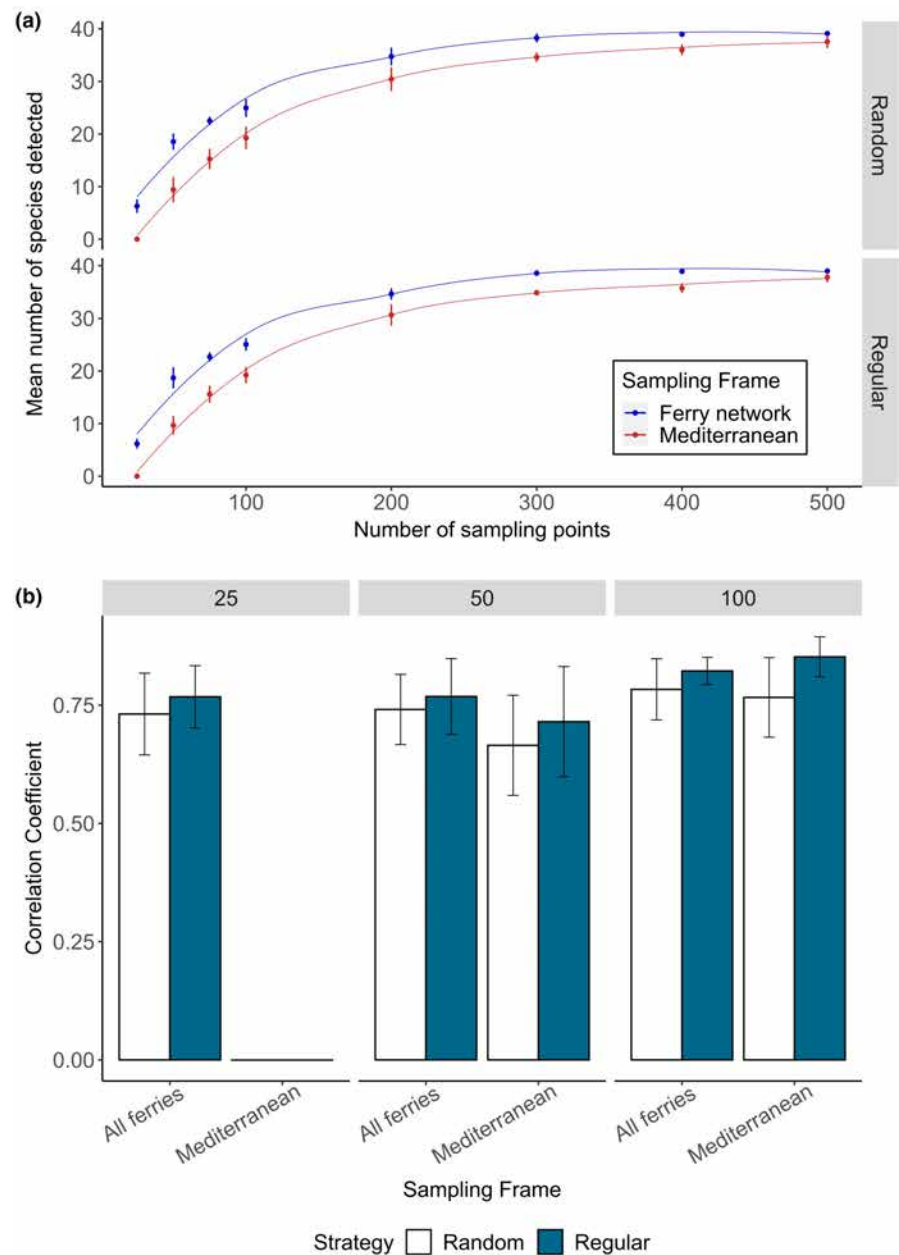 (a)
40
30
20
10
0
Random
40
30
20
10
0
Regular
Mean number of species detected
Sampling Frame
Ferry network
Mediterranean
100
200
300
400
500
Number of sampling points
(b)
25
50
100
0.75
0.50
0.25
0.00
Correlation Coefficient
All ferries
Mediterranean
All ferries
Mediterranean
All ferries
Mediterranean
Sampling Frame
Strategy Random Regular